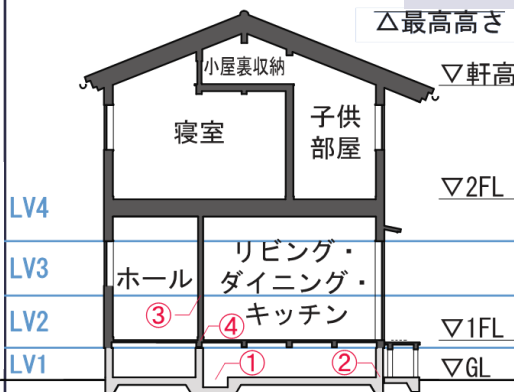 △最高高さ
小屋裏収納
▽軒高
寝室
子供
部屋
▽2FL
LV4
LV3
リビング・
ダイニング・
キッチン
ホール
③
④
LV2
▽1FL
LV1
①
②
▽GL